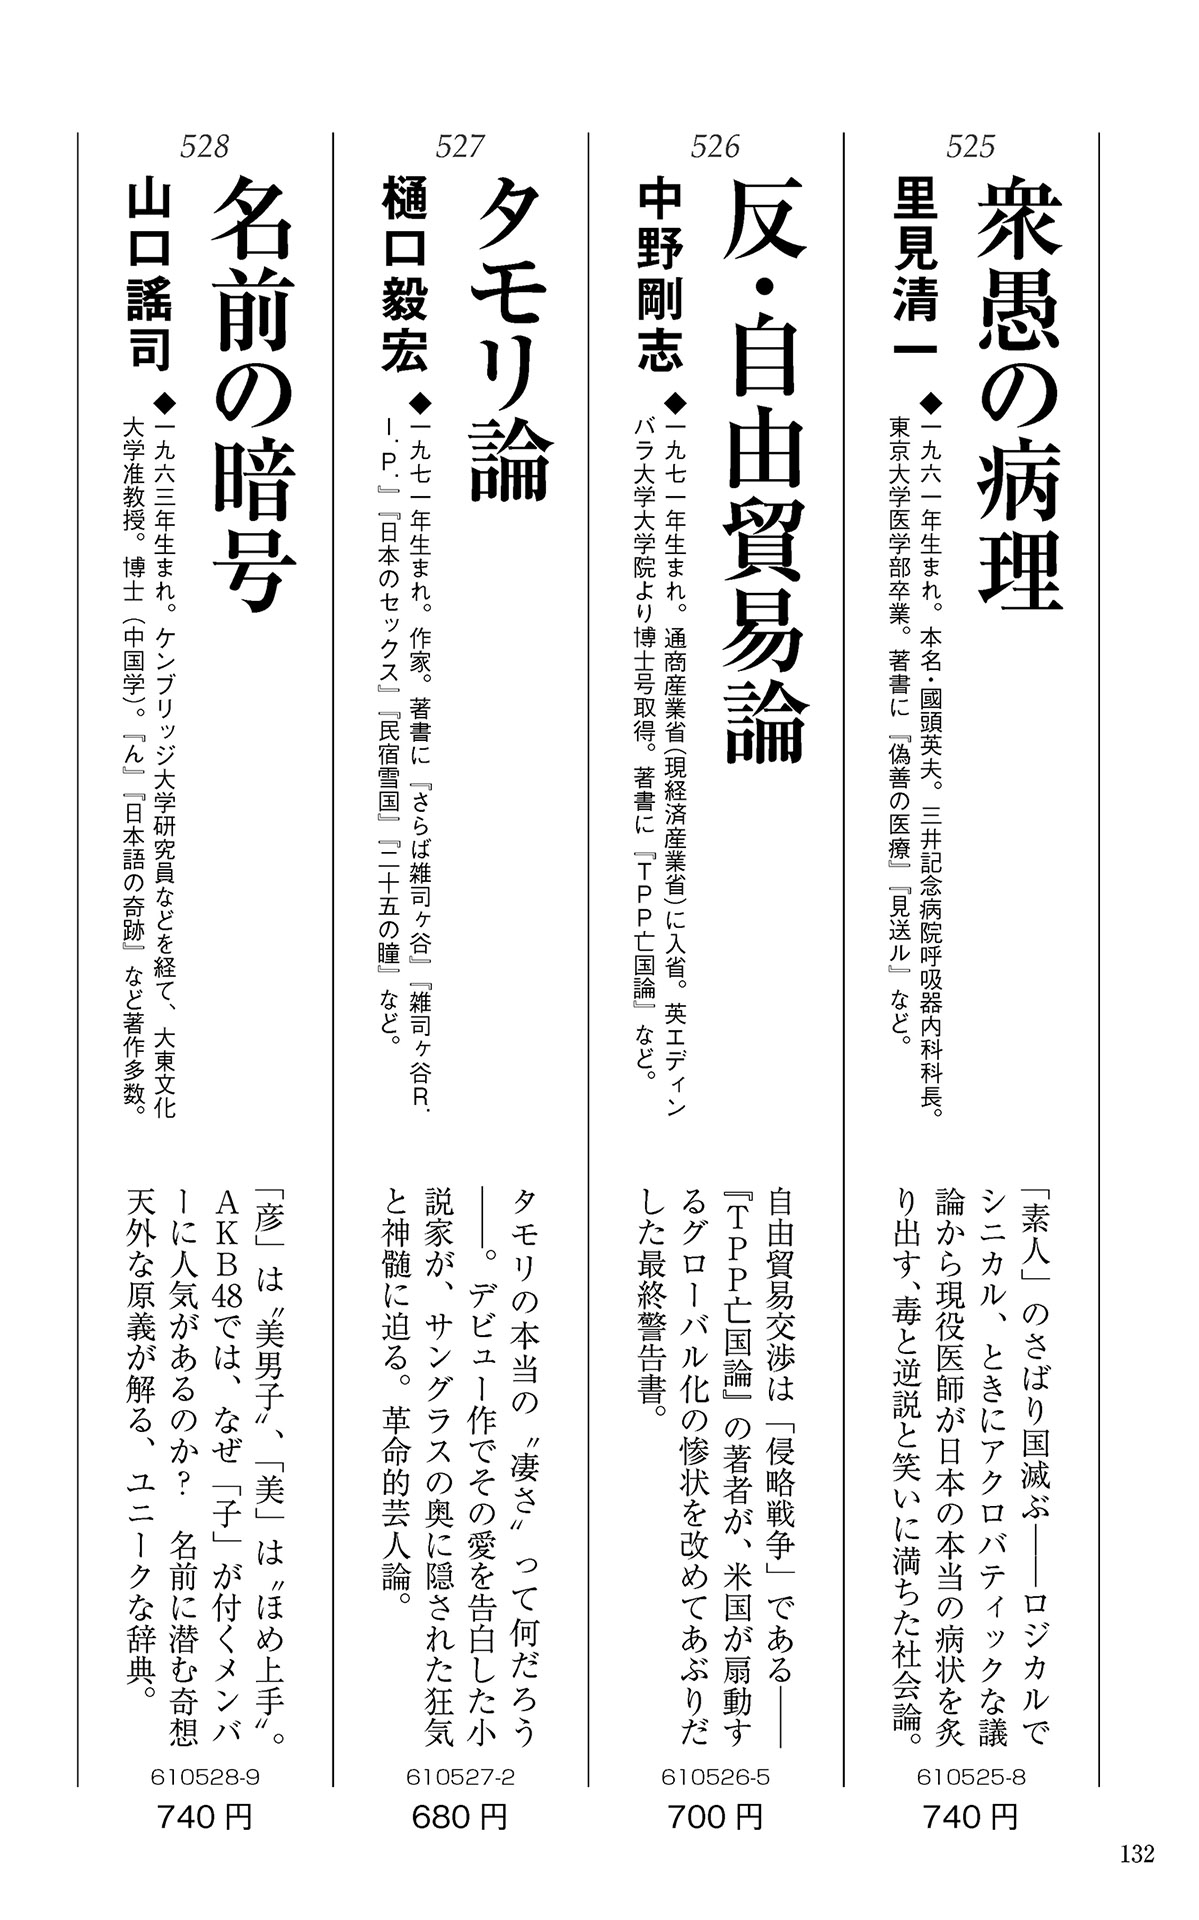 525
衆愚の病理
里見清一
◆一九六一年生まれ。本名・國頭英夫。三井記念病院呼吸器内科科長。
東京大学医学部卒業。著書に『偽善の医療』『見送ル』など。
「素人」のさばり国滅ぶ――ロジカルで
シニカル、ときにアクロバティックな議
論から現役医師が日本の本当の病状を炙
り出す、毒と逆説と笑いに満ちた社会論。
610525-8
740円
526
反・自由貿易論
中野剛志
◆一九七一年生まれ。通商産業省(現経済産業省)に入省。英エディン
バラ大学大学院より博士号取得。著書に『TPP亡国論』など。
自由貿易交渉は「侵略戦争」である――
『TPP亡国論』の著者が、米国が扇動す
るグローバル化の惨状を改めてあぶりだ
した最終警告書。
610526-5
700円
527
タモリ論
樋口毅宏
◆一九七一年生まれ。作家。著書に『さらば雑司ヶ谷』『雑司ヶ谷R.
I.P.』『日本のセックス』『民宿雪国』『二十五の瞳』など。
タモリの本当の〝凄さ〟って何だろう
――。デビュー作でその愛を告白した小
説家が、サングラスの奥に隠された狂気
と神髄に迫る。革命的芸人論。
610527-2
680円
528
名前の暗号
山口謠司
◆一九六三年生まれ。ケンブリッジ大学研究員などを経て、大東文化
大学准教授。博士(中国学)。『ん』『日本語の奇跡』など著作多数。
「彦」は〝美男子〟、「美」は〝ほめ上手〟。
AKB48では、なぜ「子」が付くメンバ
ーに人気があるのか? 名前に潜む奇想
天外な原義が解る、ユニークな辞典。
610528-9
740円
132